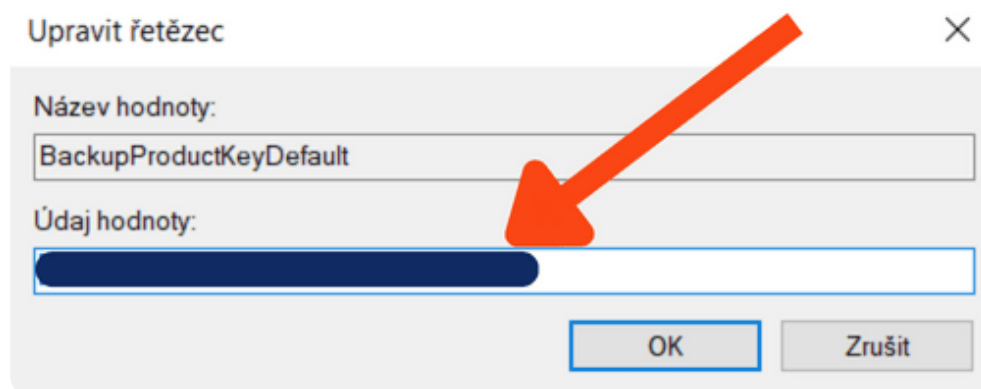 Upravit řetězec
Název hodnoty:
BackupProductKeyDefault
Údaj hodnoty:
OK
Zrušit